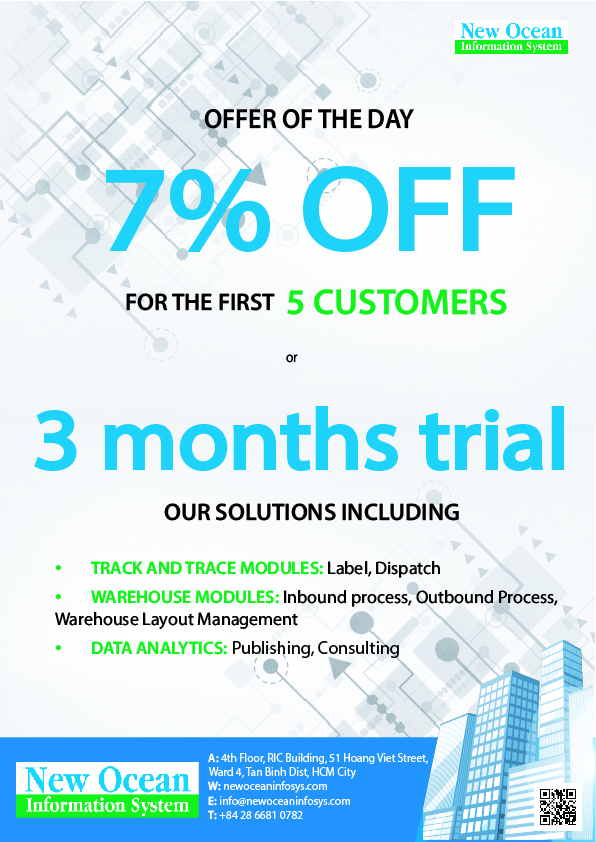 New Ocean
Information System
OFFER OF THE DAY
7% OFF
FOR THE FIRST 5 CUSTOMERS
or
3 months trial
OUR SOLUTIONS INCLUDING
• TRACK AND TRACE MODULES: Label, Dispatch
• WAREHOUSE MODULES: Inbound process, Outbound Process,
Warehouse Layout Management
• DATA ANALYTICS: Publishing, Consulting
New Ocean
Information System
A: 4th Floor, RIC Building, 51 Hoang Viet Street,
Ward 4, Tan Binh Dist, HCM City
W: newoceaninfosys.com
E: info@newoceaninfosys.com
T: +84 28 6681 0782